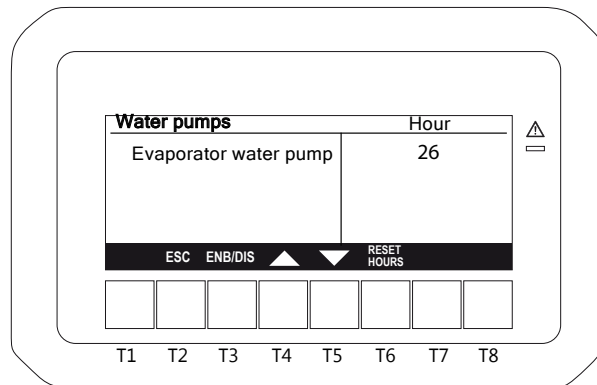 Water pumps Hour
Evaporator water pump 26
ESC ENB/DIS RESET
HOURS
T1 T2 T3 T4 T5 T6 T7 T8